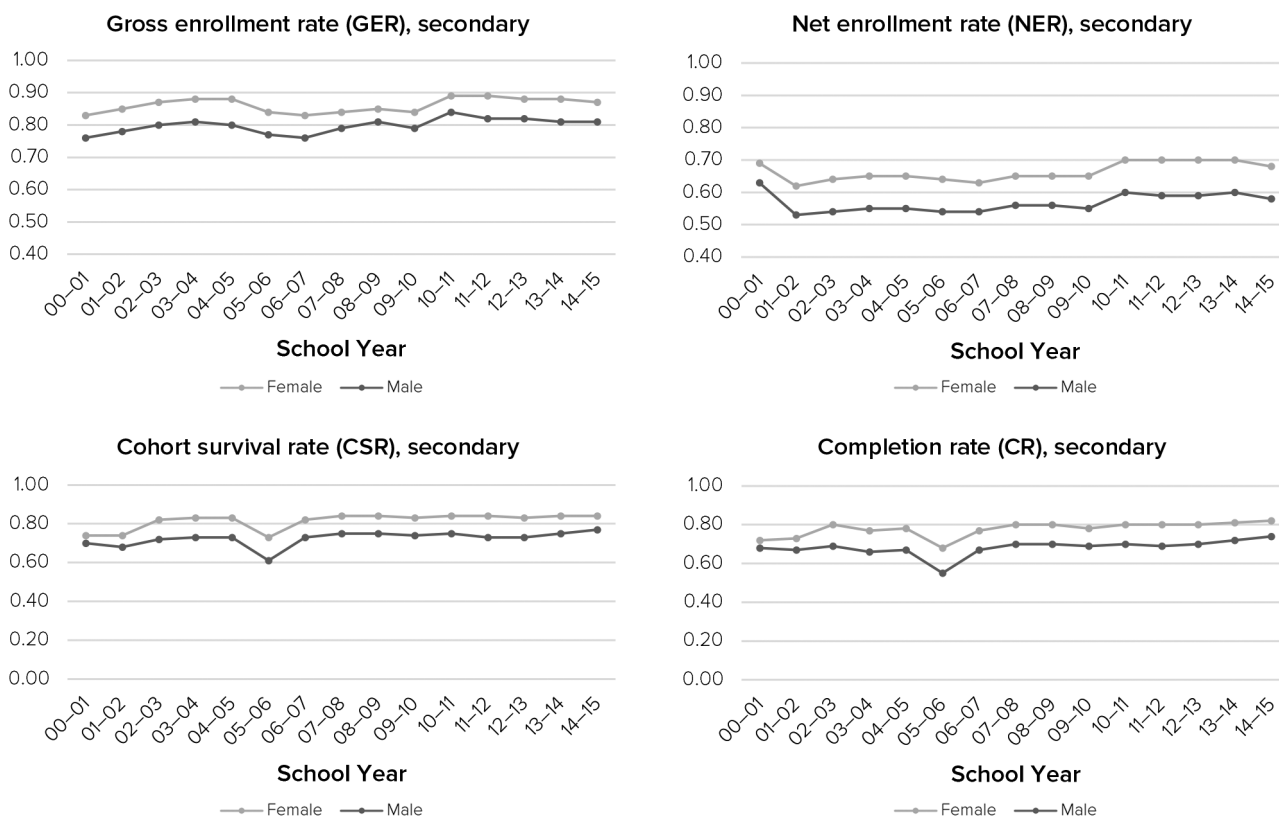 Gross enrollment rate (GER), secondary
1.00
0.90
0.80
0.70
0.60
0.50
0.40
00–01 01–02 02–03 03–04 04–05 05–06 06–07 07–08 08–09 09–10 10–11 11–12 12–13 13–14 14–15
School Year
Female Male
Net enrollment rate (NER), secondary
1.00
0.90
0.80
0.70
0.60
0.50
0.40
00–01 01–02 02–03 03–04 04–05 05–06 06–07 07–08 08–09 09–10 10–11 11–12 12–13 13–14 14–15
School Year
Female Male
Cohort survival rate (CSR), secondary
1.00
0.80
0.60
0.40
0.20
0.00
00–01 01–02 02–03 03–04 04–05 05–06 06–07 07–08 08–09 09–10 10–11 11–12 12–13 13–14 14–15
School Year
Female Male
Completion rate (CR), secondary
1.00
0.80
0.60
0.40
0.20
0.00
00–01 01–02 02–03 03–04 04–05 05–06 06–07 07–08 08–09 09–10 10–11 11–12 12–13 13–14 14–15
School Year
Female Male